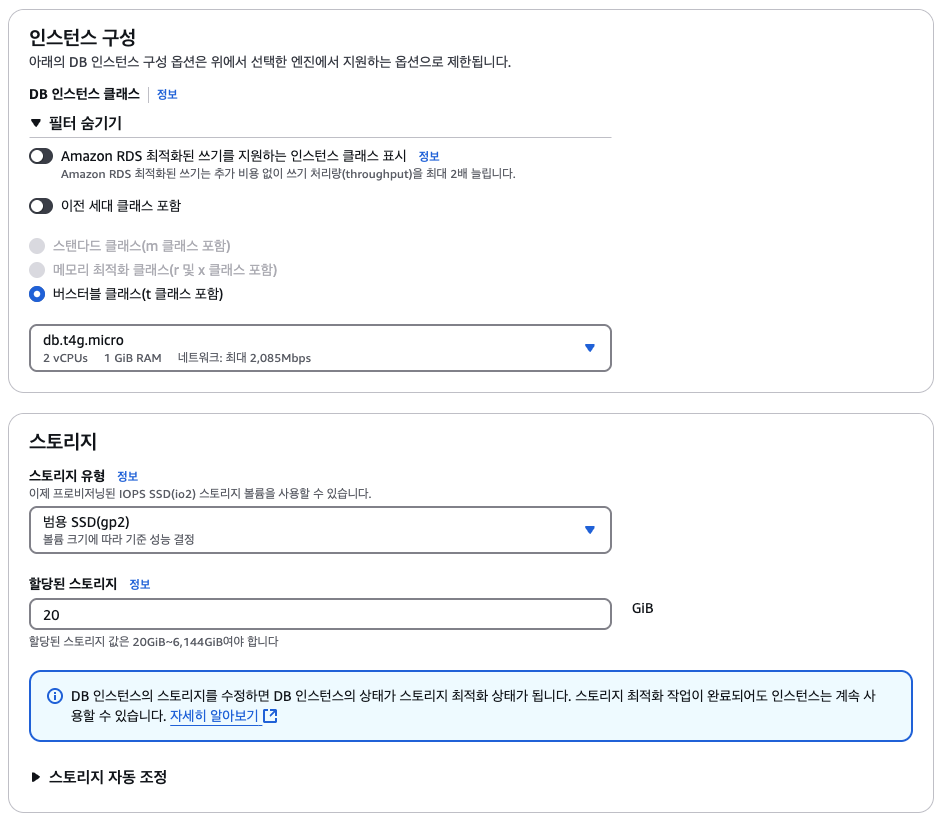 인스턴스 구성
아래의 DB 인스턴스 구성 옵션은 위에서 선택한 엔진에서 지원하는 옵션으로 제한됩니다.
DB 인스턴스 클래스 정보
필터 숨기기
Amazon RDS 최적화된 쓰기를 지원하는 인스턴스 클래스 표시 정보
Amazon RDS 최적화된 쓰기는 추가 비용 없이 쓰기 처리량(throughput)을 최대 2배 늘립니다.
이전 세대 클래스 포함
스탠다드 클래스(m 클래스 포함)
메모리 최적화 클래스(r 및 x 클래스 포함)
버스터블 클래스(t 클래스 포함)
db.t4g.micro
2 vCPUs 1 GiB RAM 네트워크: 최대 2,085Mbps
스토리지
스토리지 유형 정보
이제 프로비저닝된 IOPS SSD(io2) 스토리지 볼륨을 사용할 수 있습니다.
범용 SSD(gp2)
볼륨 크기에 따라 기준 성능 결정
할당된 스토리지 정보
20 GiB
할당된 스토리지 값은 20GiB~6,144GiB여야 합니다
DB 인스턴스의 스토리지를 수정하면 DB 인스턴스의 상태가 스토리지 최적화 상태가 됩니다. 스토리지 최적화 작업이 완료되어도 인스턴스는 계속 사
용할 수 있습니다. 자세히 알아보기
스토리지 자동 조정